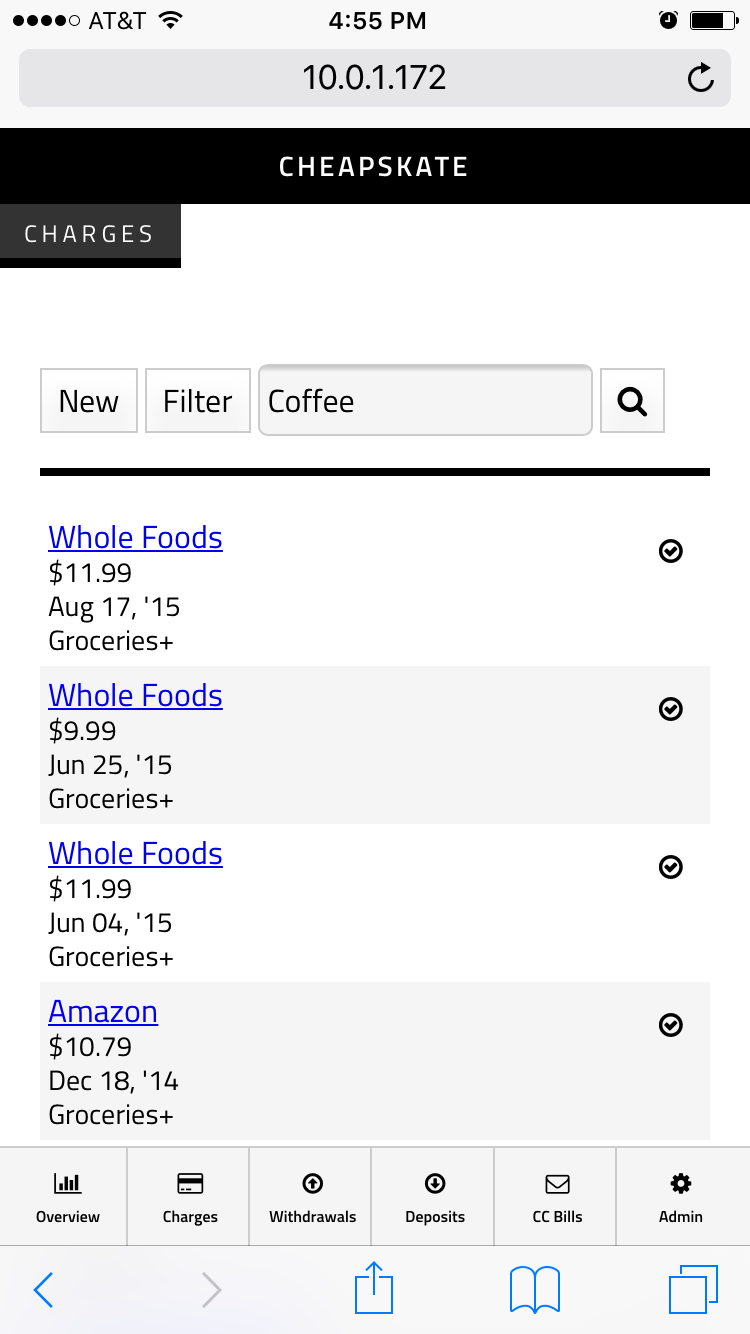 AT&T 4:55 PM
10.0.1.172
CHEAPSKATE
CHARGES
New Filter Coffee
Whole Foods
$11.99
Aug 17, '15
Groceries+
Whole Foods
$9.99
Jun 25, '15
Groceries+
Whole Foods
$11.99
Jun 04, '15
Groceries+
Amazon
$10.79
Dec 18, '14
Groceries+
Overview Charges Withdrawals Deposits CC Bills Admin